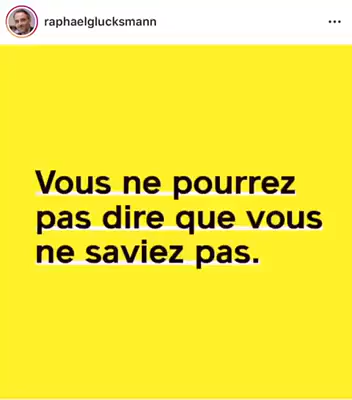 raphaelglucksmann
Vous ne pourrez
pas dire que vous
ne saviez pas.